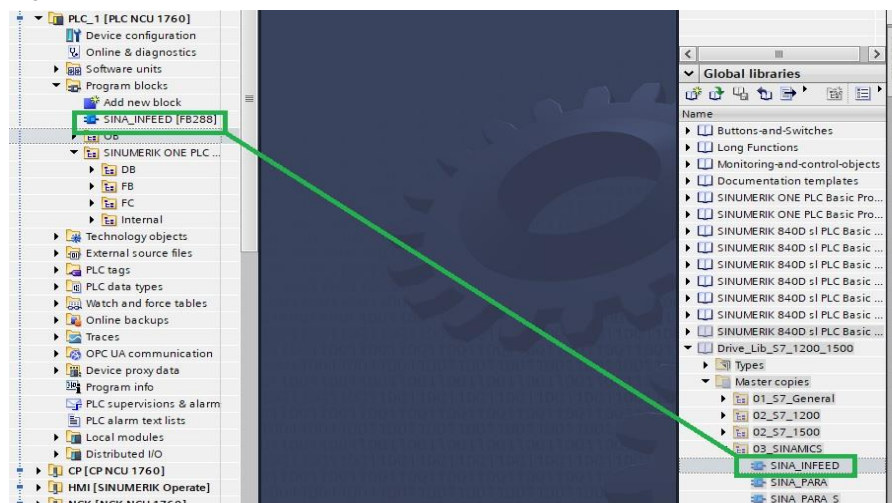 PLC_1 [PLC NCU 1760]
Device configuration
Online & diagnostics
Software units
Program blocks
Add new block
SINA_INFEED [FB288]
OB
SINUMERIK ONE PLC ...
DB
FB
FC
Internal
Technology objects
External source files
PLC tags
PLC data types
Watch and force tables
Online backups
Traces
OPC UA communication
Device proxy data
Program info
PLC supervisions & alarm
PLC alarm text lists
Local modules
Distributed I/O
CP [CP NCU 1760]
HMI [SINUMERIK Operate]
NCK [NCK NCU 1760]
Global libraries
Name
Buttons-and-Switches
Long Functions
Monitoring-and-control-objects
Documentation templates
SINUMERIK ONE PLC Basic Pro...
SINUMERIK ONE PLC Basic Pro...
SINUMERIK 840D sl PLC Basic ...
SINUMERIK 840D sl PLC Basic ...
SINUMERIK 840D sl PLC Basic ...
SINUMERIK 840D sl PLC Basic ...
SINUMERIK 840D sl PLC Basic ...
SINUMERIK 840D sl PLC Basic ...
SINUMERIK 840D sl PLC Basic ...
Drive_Lib_S7_1200_1500
Types
Master copies
01_S7_General
02_S7_1200
02_S7_1500
03_SINAMICS
SINA_INFEED
SINA_PARA
SINA_PARA_S